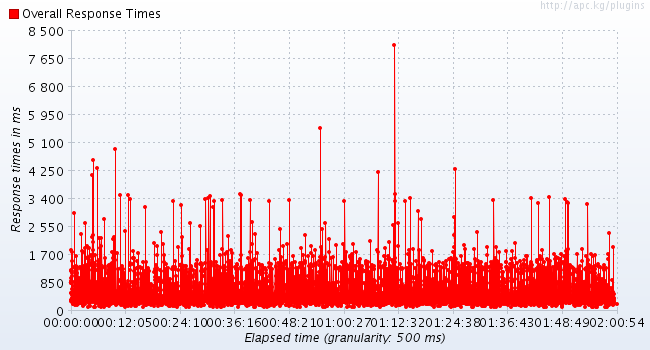 http://apc.kg/plugins
Overall Response Times
8 500
7 650
6 800
5 950
5 100
4 250
3 400
2 550
1 700
850
0
Response times in ms
00:00:00 00:12:05 00:24:10 00:36:16 00:48:21 01:00:27 01:12:32 01:24:38 01:36:43 01:48:49 02:00:54
Elapsed time (granularity: 500 ms)